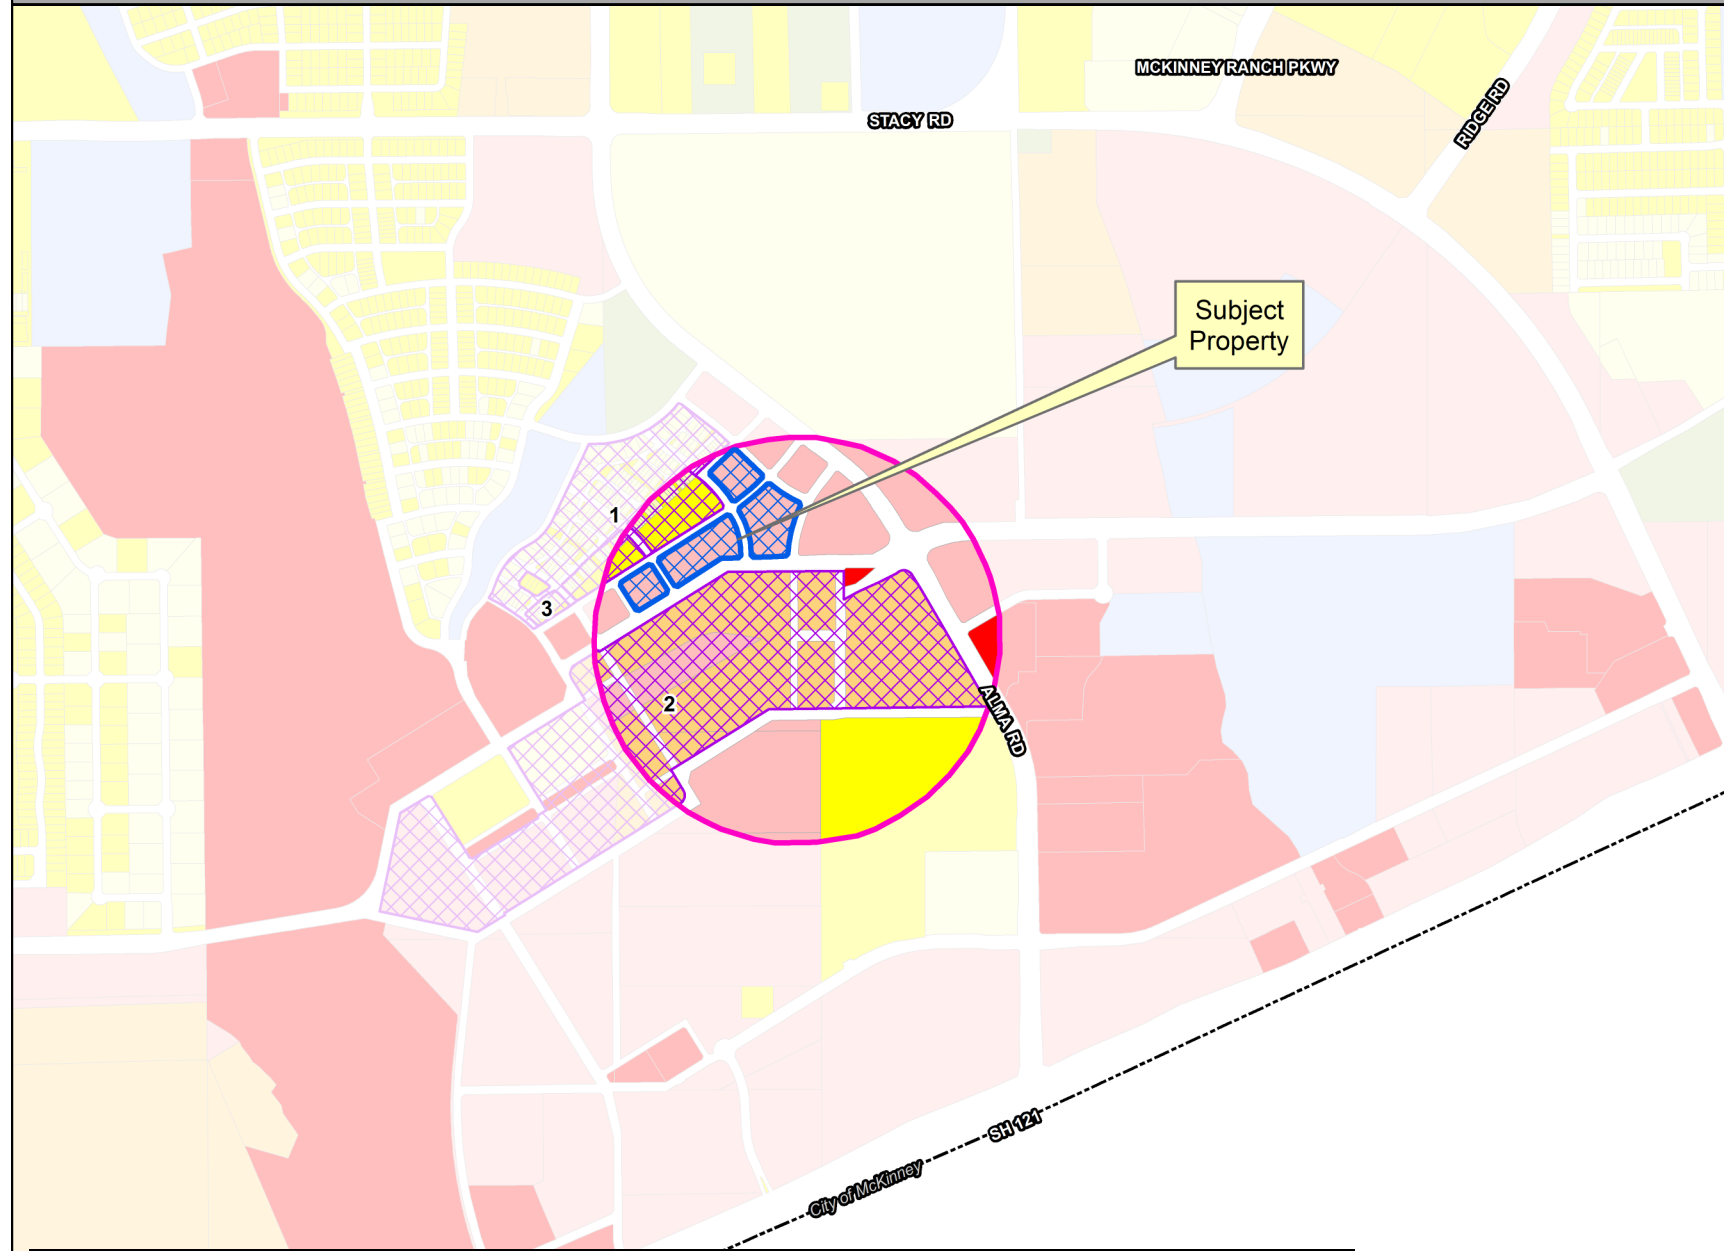 MCKINNEY RANCH PKWY
RIDGE RD
STACY RD
Subject
Property
1
3
2
ALMA RD
SH 121
City of McKinney